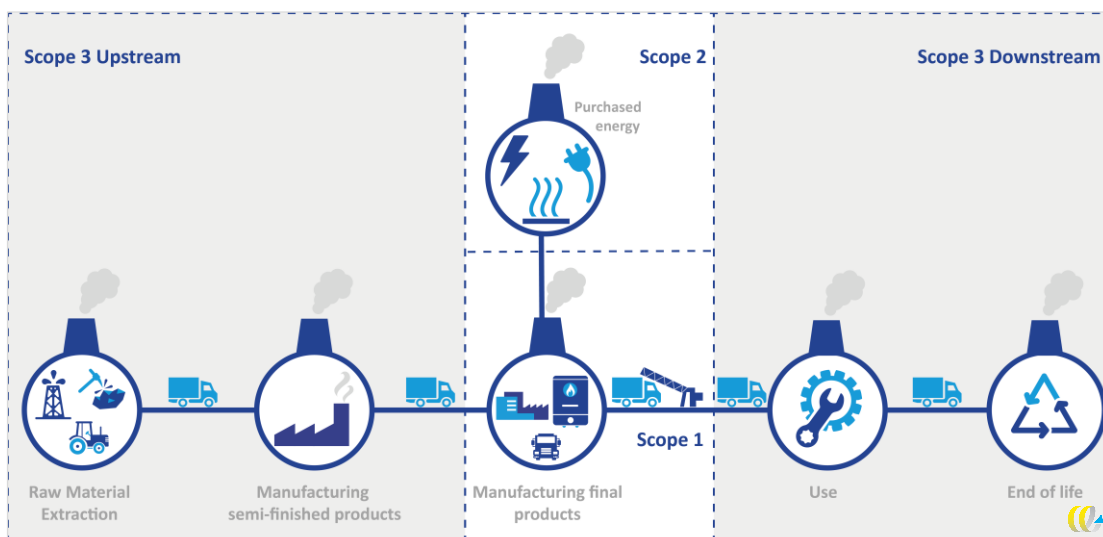 Scope 3 Upstream
Scope 2
Scope 3 Downstream
Purchased
energy
Scope 1
Raw Material
Extraction
Manufacturing
semi-finished products
Manufacturing final
products
Use
End of life